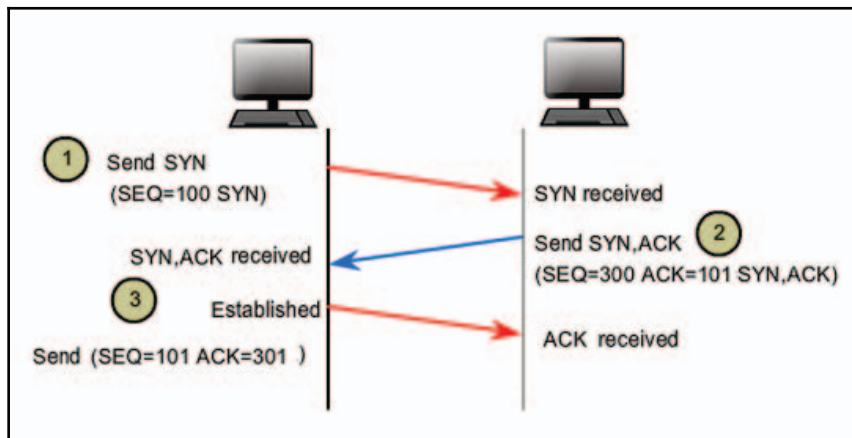 1
Send SYN
(SEQ=100 SYN)
SYN received
Send SYN,ACK
2
(SEQ=300 ACK=101 SYN,ACK)
SYN,ACK received
3
Established
Send (SEQ=101 ACK=301 )
ACK received